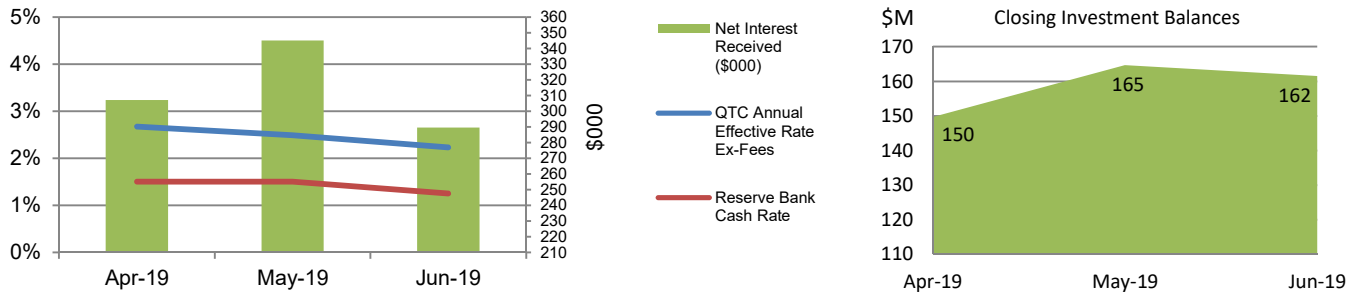 5%
4%
3%
2%
1%
0%
360
350
340
330
320
310
300
290
280
270
260
250
240
230
220
210
$000
Apr-19
May-19
Jun-19
Net Interest
Received
($000)
QTC Annual
Effective Rate
Ex-Fees
Reserve Bank
Cash Rate
$M
Closing Investment Balances
170
160
150
140
130
120
110
150
165
162
Apr-19
May-19
Jun-19